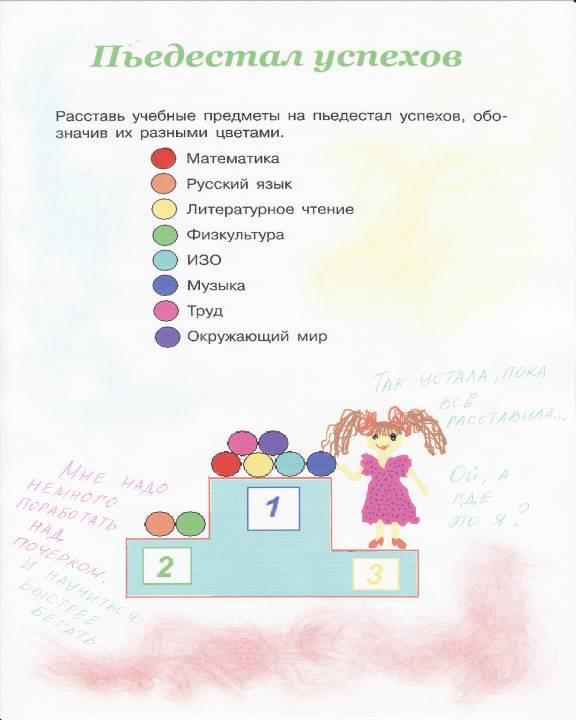 Пьедестал успехов
Расставь учебные предметы на пьедестал успехов, обо-
значив их разными цветами.
Математика
Русский язык
Литературное чтение
Физкультура
ИЗО
Музыка
Труд
Окружающий мир
Так устала, пока
всё
расставила...
Ой, а
где
это я?
Мне надо
немного
поработать
над
почерком.
И научиться
быстрее
бегать
1
2
3